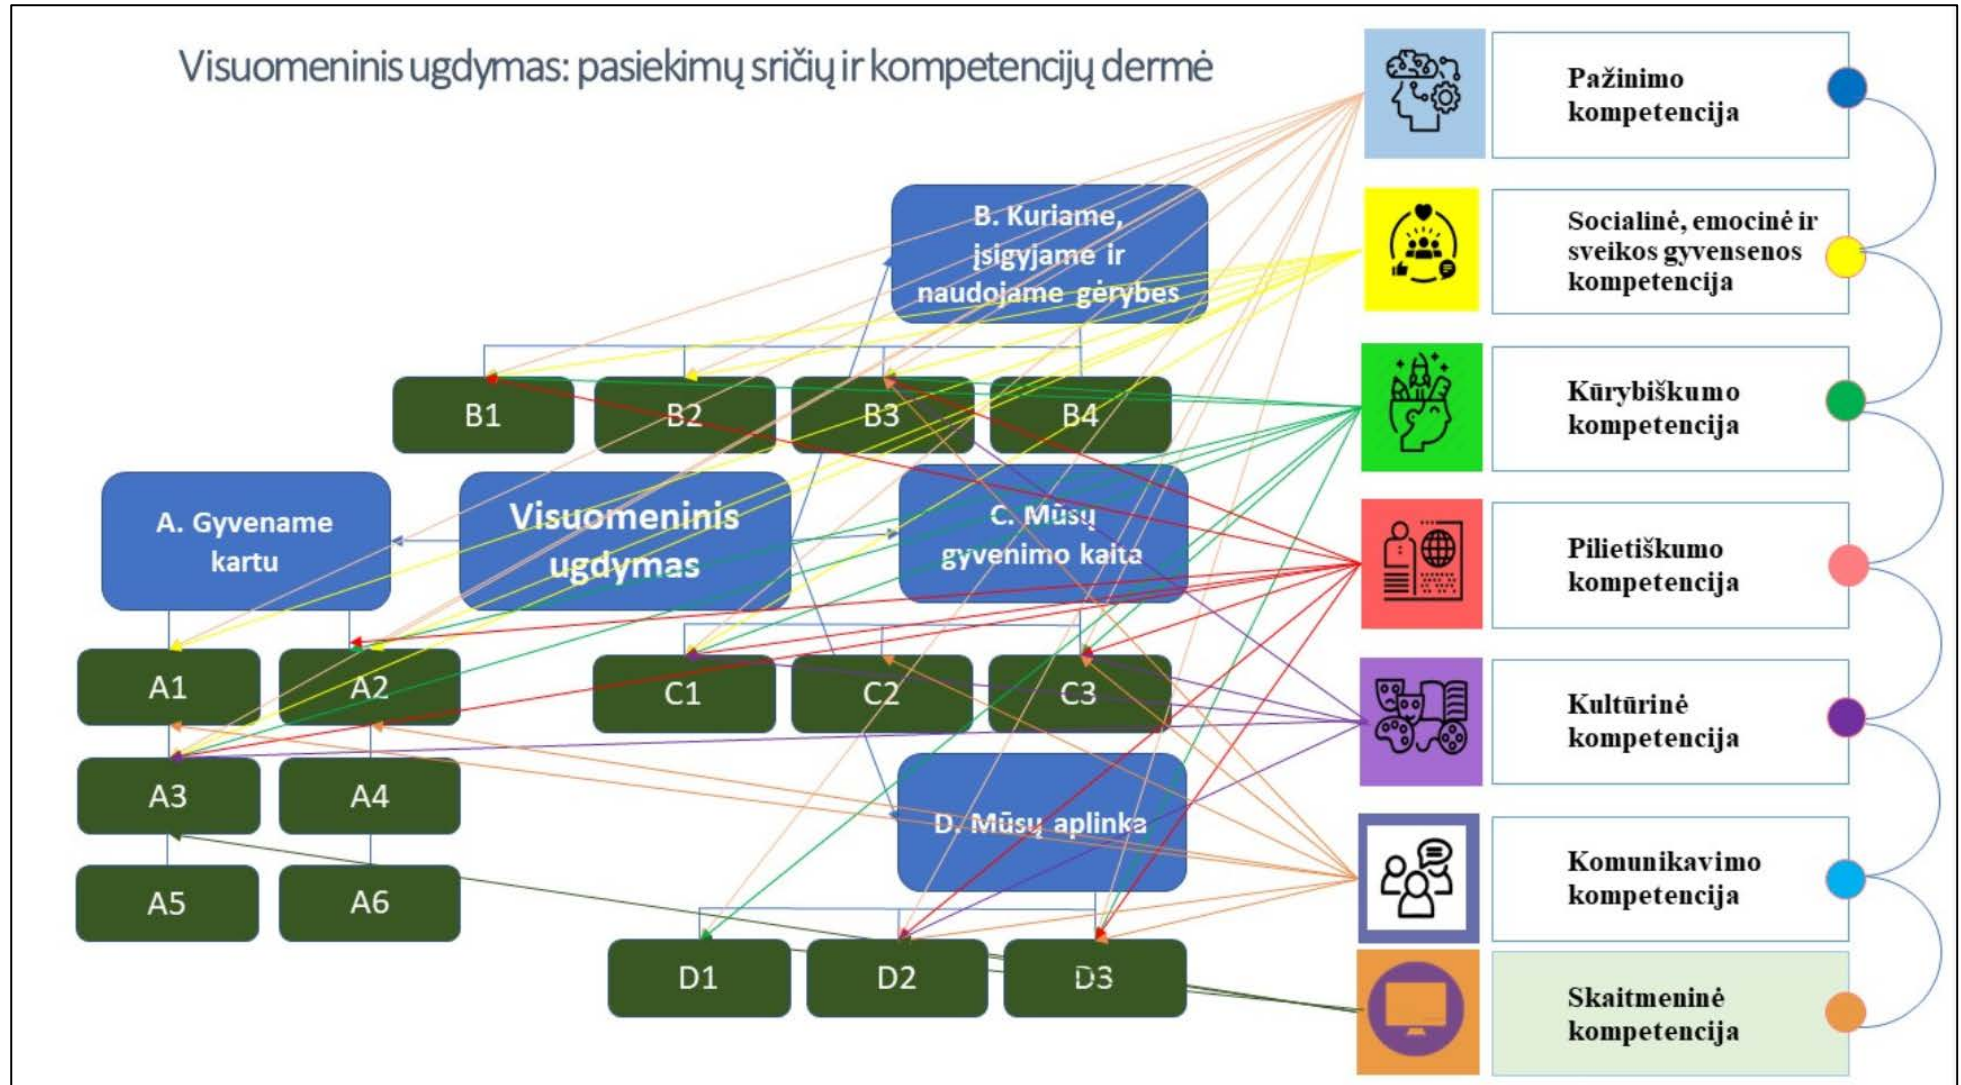 Visuomeninis ugdymas: pasiekimų sričių ir kompetencijų dermė
Pažinimo
kompetencija
B. Kuriame,
įsigyjame ir
naudojame gėrybes
Socialinė, emocinė ir
sveikos gyvensenos
kompetencija
B1
B2
B3
B4
Kūrybiškumo
kompetencija
A. Gyvename
kartu
Visuomeninis
ugdymas
C. Mūsų
gyvenimo kaita
Pilietiškumo
kompetencija
A1
A2
C1
C2
C3
Kultūrinė
kompetencija
A3
A4
D. Mūsų aplinka
Komunikavimo
kompetencija
A5
A6
D1
D2
D3
Skaitmeninė
kompetencija